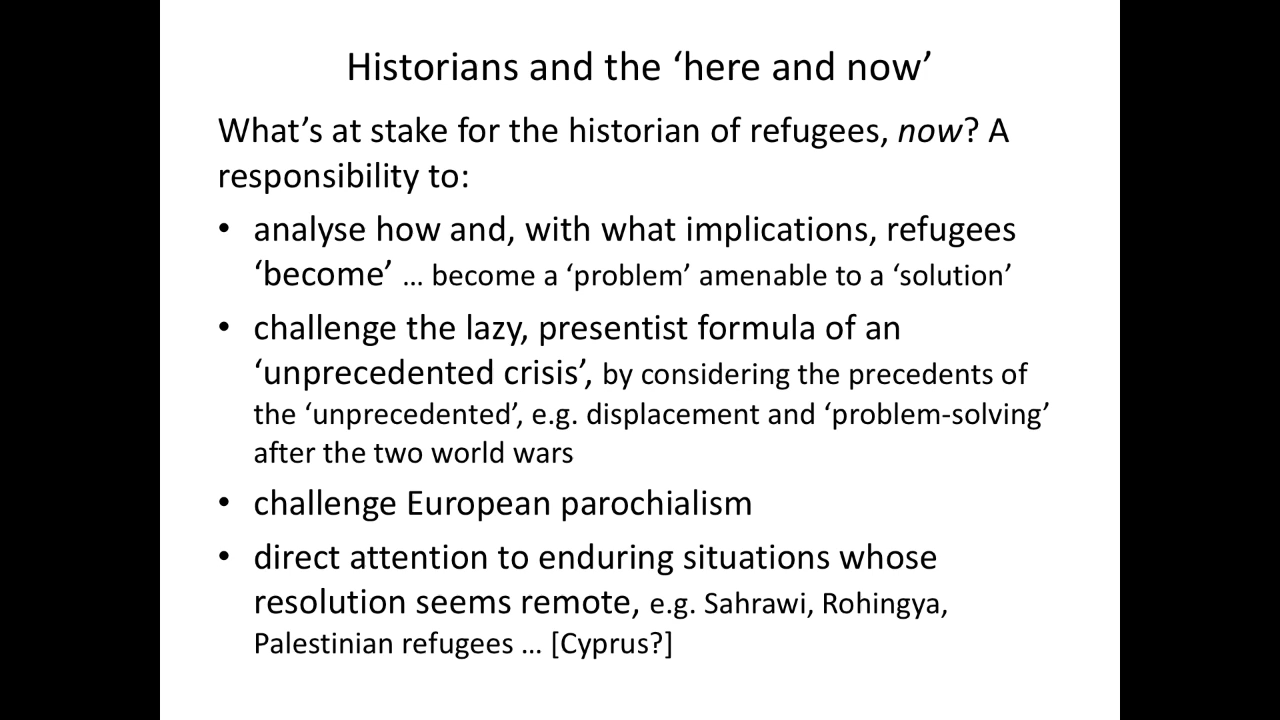 Historians and the ‘here and now’
What’s at stake for the historian of refugees, now? A
responsibility to:
• analyse how and, with what implications, refugees
‘become’ … become a ‘problem’ amenable to a ‘solution’
• challenge the lazy, presentist formula of an
‘unprecedented crisis’, by considering the precedents of
the ‘unprecedented’, e.g. displacement and ‘problem-solving’
after the two world wars
• challenge European parochialism
• direct attention to enduring situations whose
resolution seems remote, e.g. Sahrawi, Rohingya,
Palestinian refugees … [Cyprus?]